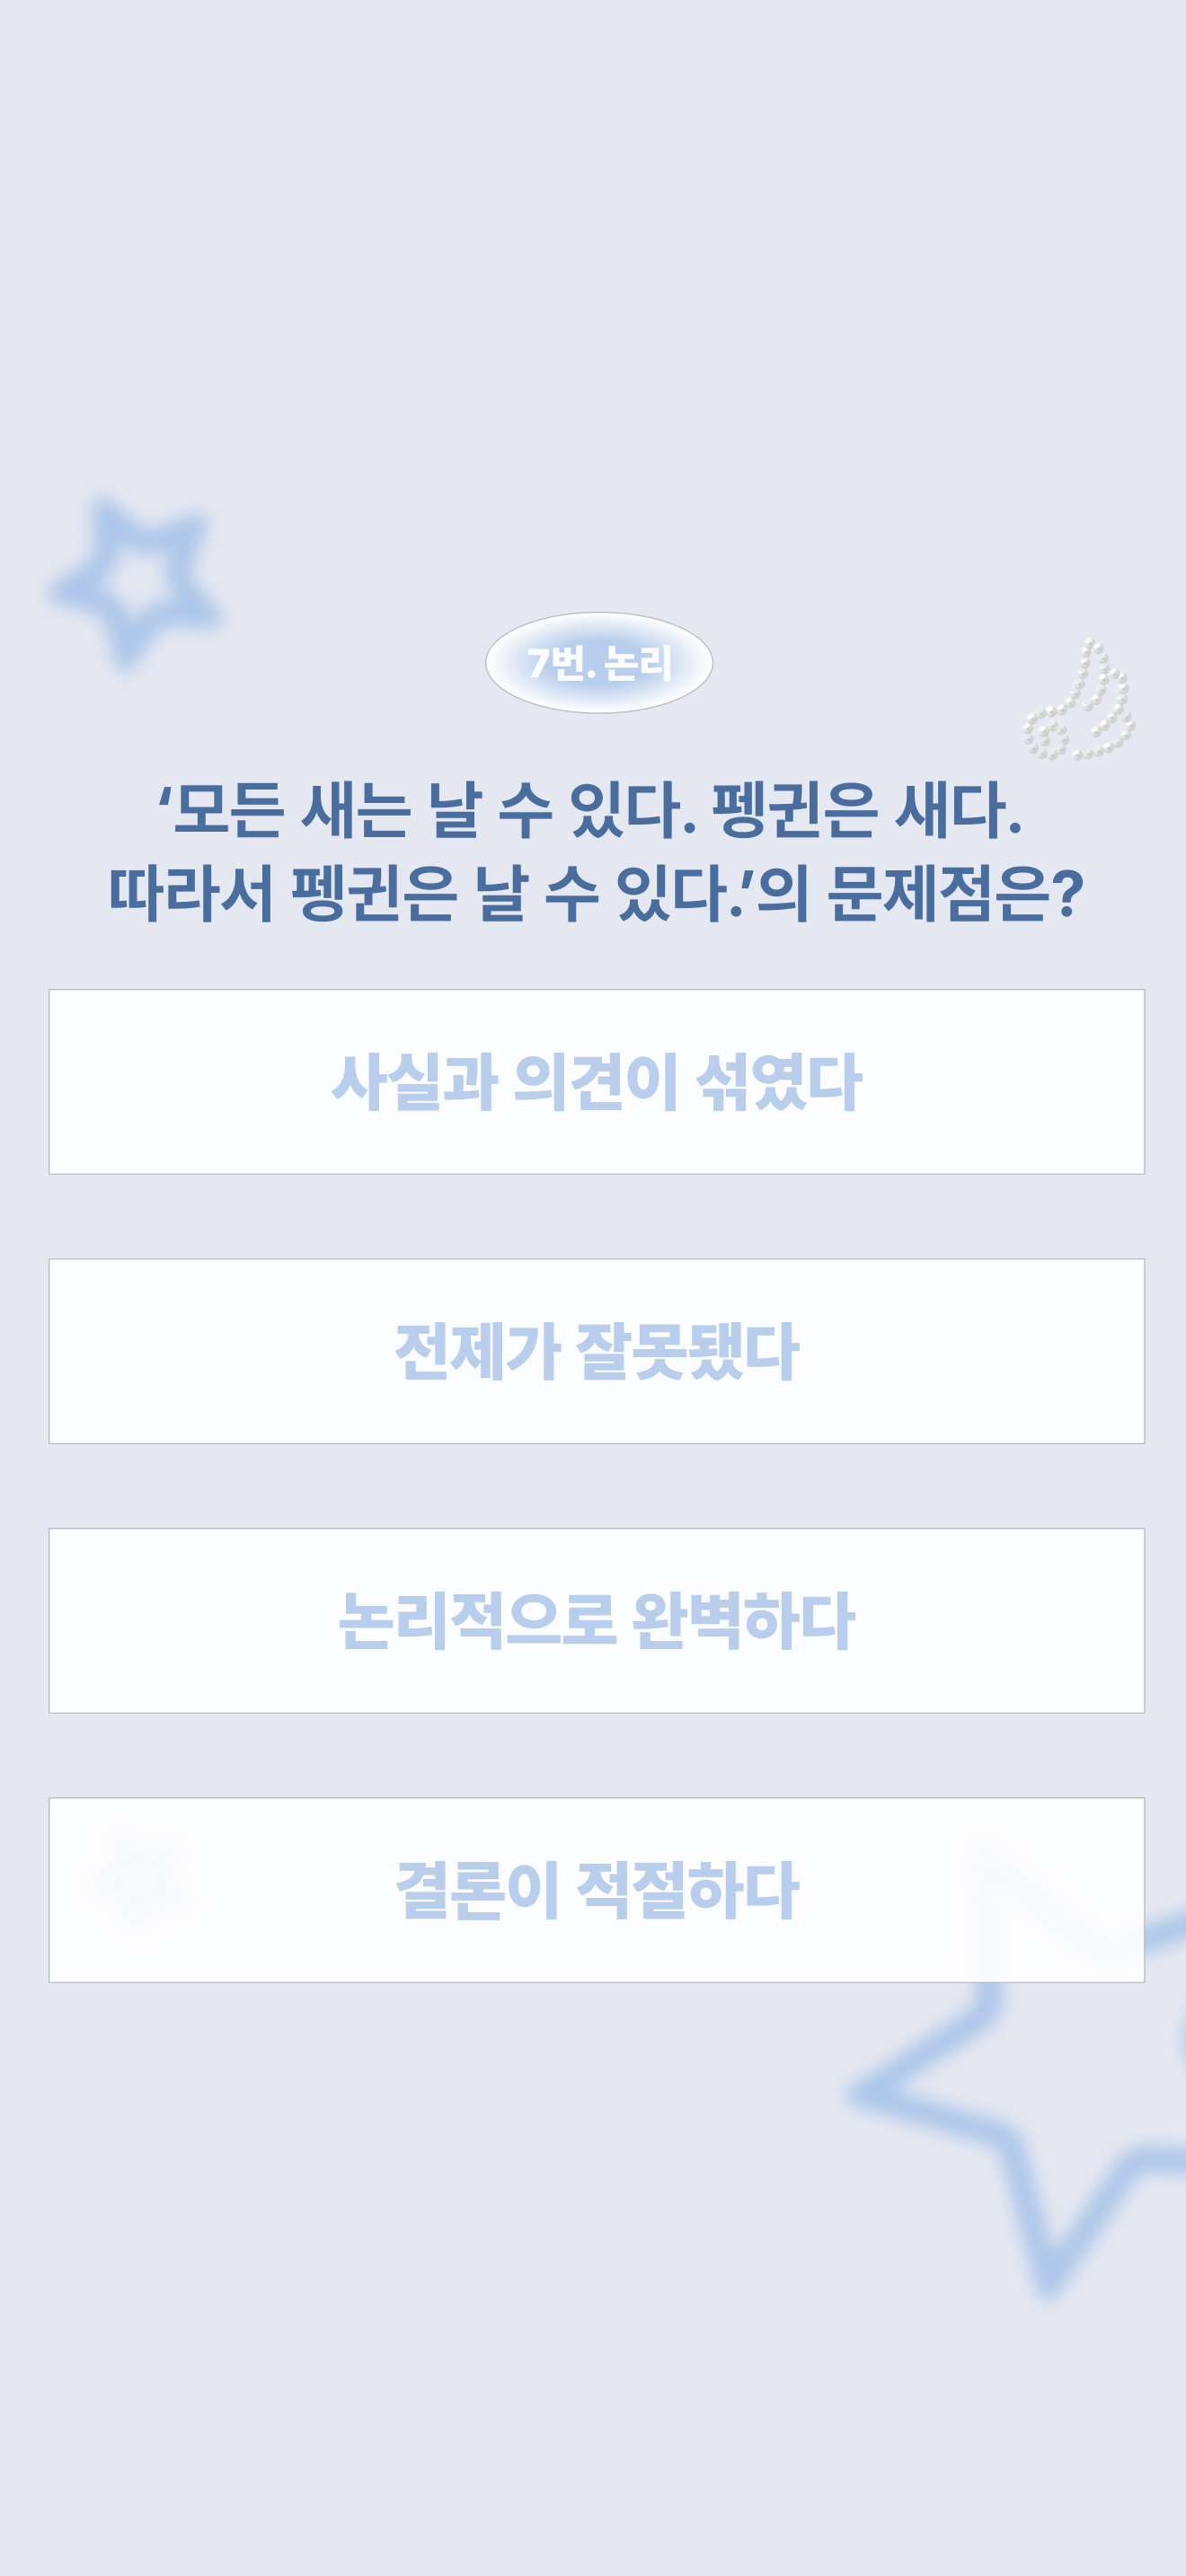 7번. 논리
‘모든 새는 날 수 있다. 펭귄은 새다.
따라서 펭귄은 날 수 있다.’의 문제점은?
사실과 의견이 섞였다
전제가 잘못됐다
논리적으로 완벽하다
결론이 적절하다